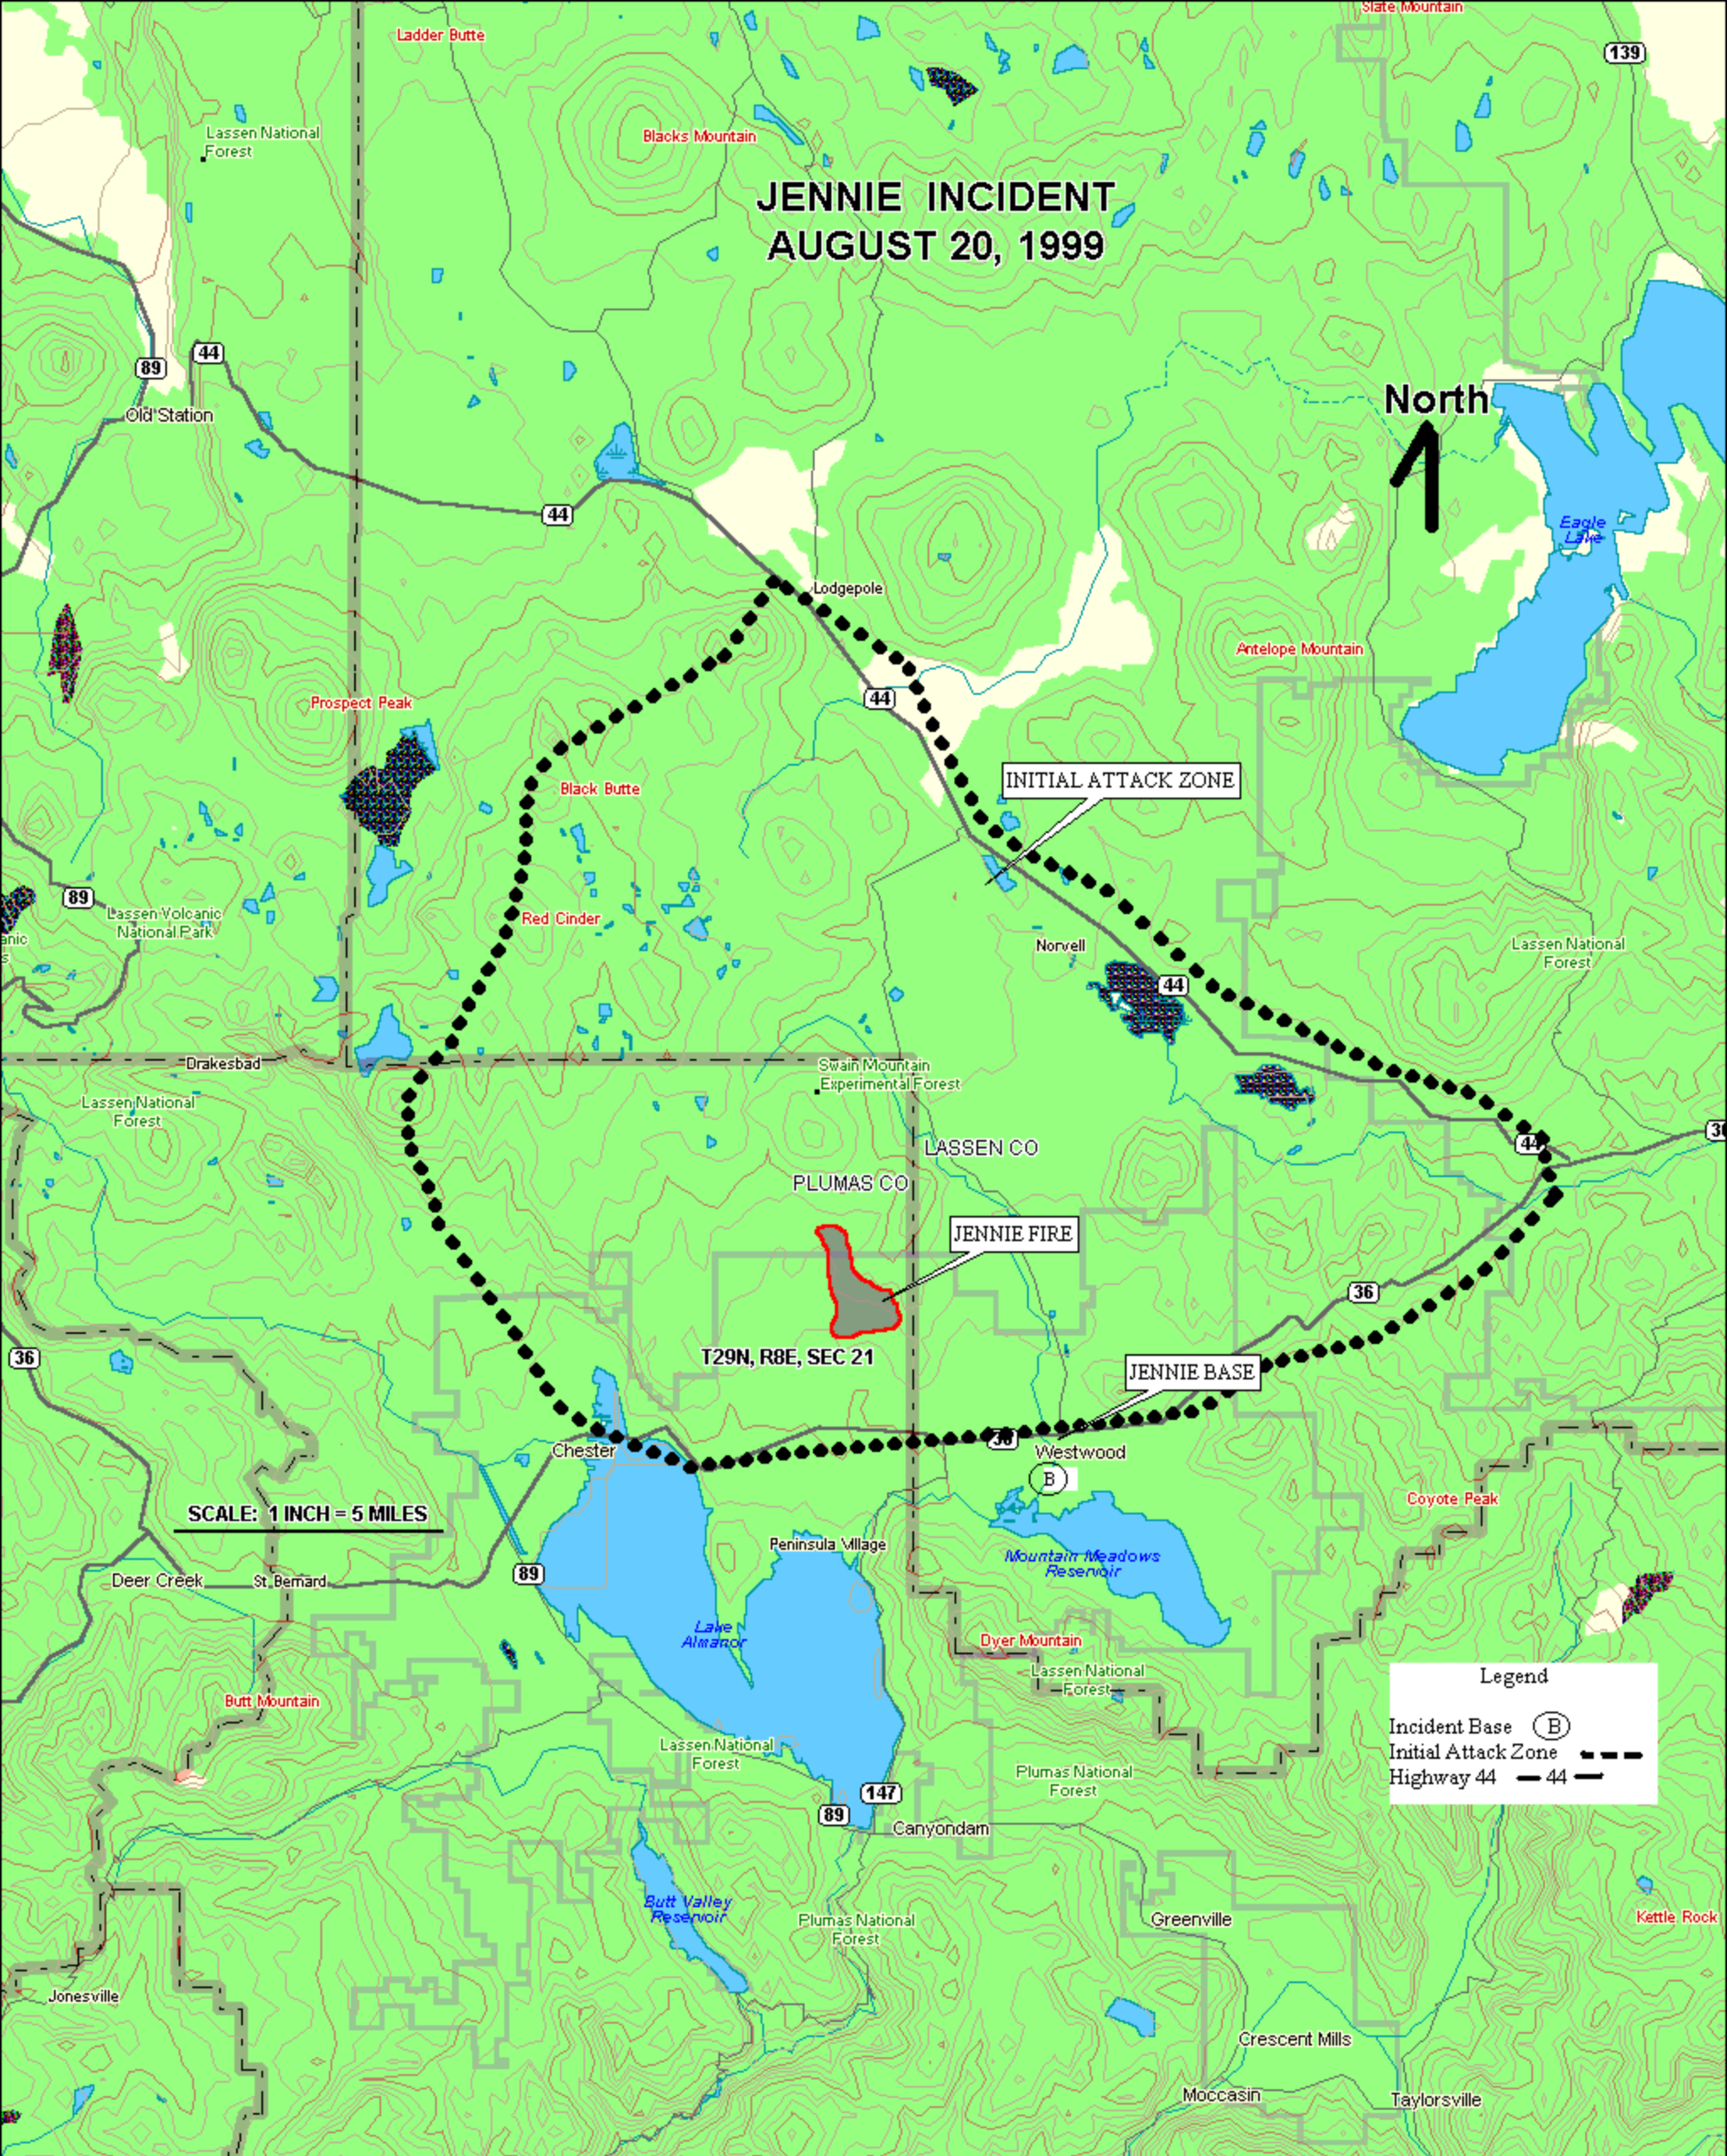 Slate Mountain
Ladder Butte
139
Lassen National
Forest
Blacks Mountain
JENNIE INCIDENT
AUGUST 20, 1999
44
89
Old Station
North
44
Eagle
Lake
Lodgepole
Antelope Mountain
Prospect Peak
44
INITIAL ATTACK ZONE
Black Butte
89
Lassen Volcanic
National Park
Red Cinder
anic
s
Norvell
Lassen National
Forest
44
Drakesbad
Swain Mountain
Experimental Forest
Lassen National
Forest
44
LASSEN CO
PLUMAS CO
JENNIE FIRE
36
36
T29N, R8E, SEC 21
JENNIE BASE
36
Chester
Westwood
B
Coyote Peak
SCALE: 1 INCH = 5 MILES
Peninsula Village
Mountain Meadows
Reservoir
Deer Creek
St. Bernard
89
Lake
Almanor
Dyer Mountain
Lassen National
Forest
Legend
Butt Mountain
Incident Base B
Initial Attack Zone
Highway 44 44
Lassen National
Forest
Plumas National
Forest
147
89
Canyondam
Butt Valley
Reservoir
Plumas National
Forest
Greenville
Kettle Rock
Jonesville
Crescent Mills
Moccasin
Taylorsville